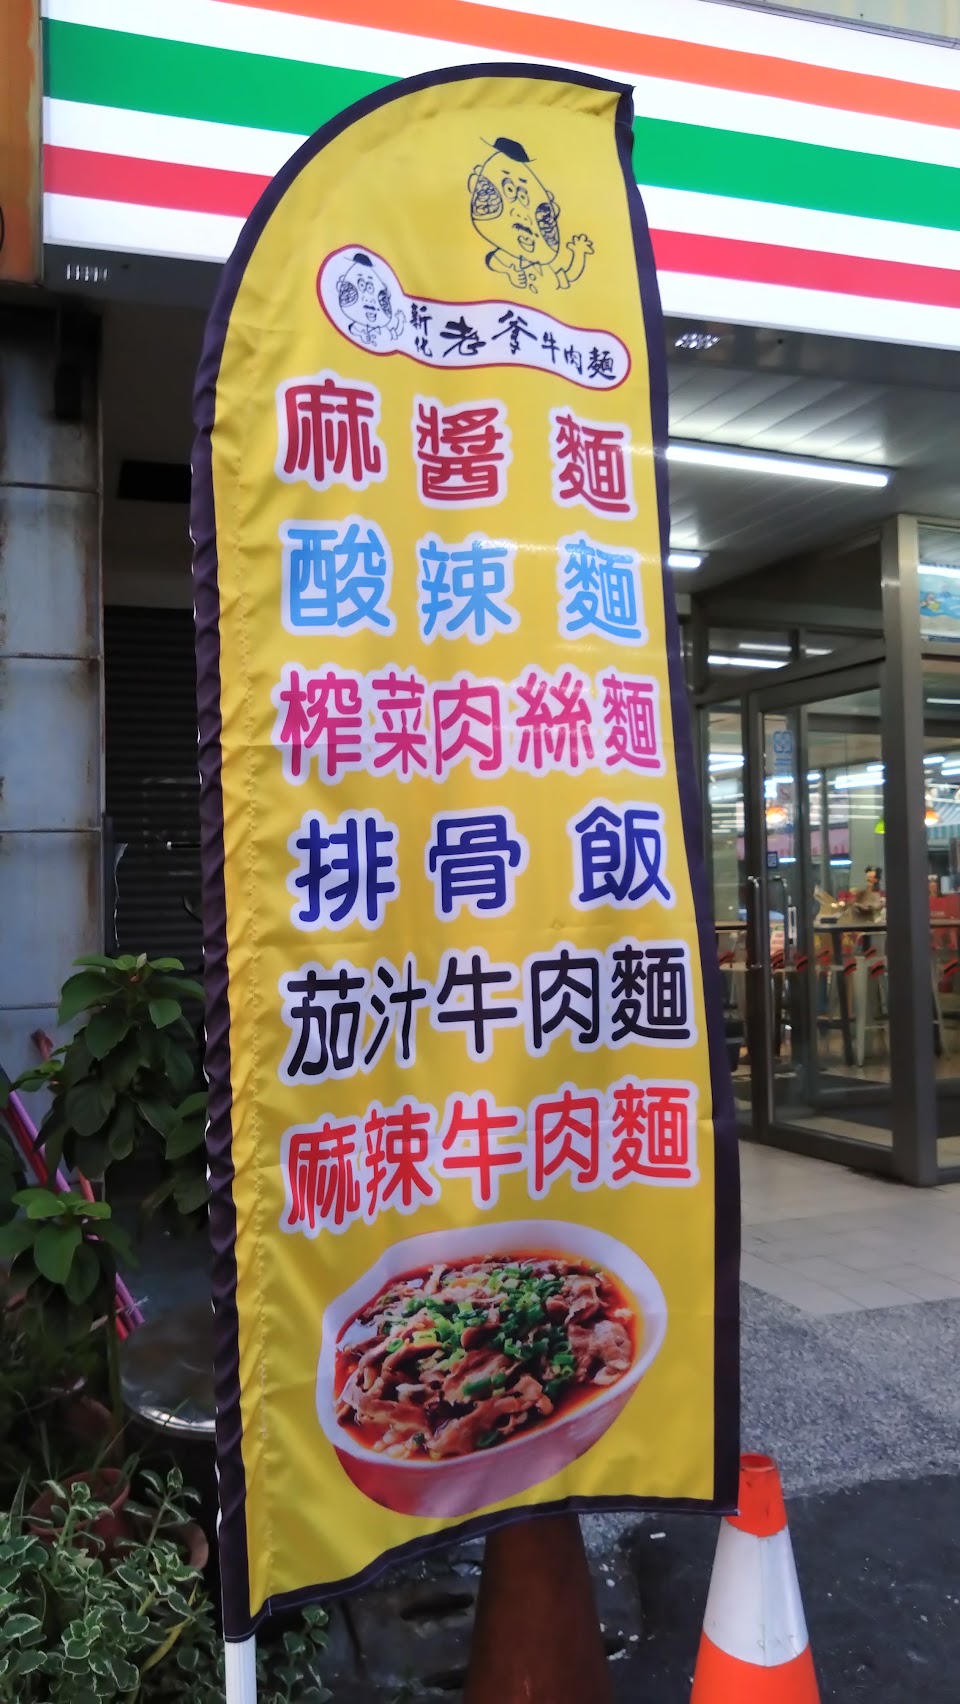 新化老爹牛肉麵
麻醬麵
酸辣麵
榨菜肉絲麵
排骨飯
茄汁牛肉麵
麻辣牛肉麵